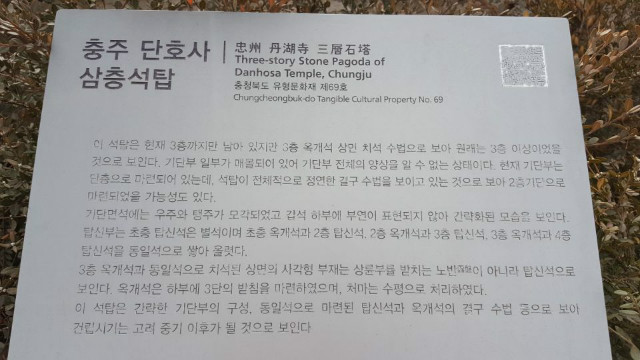 충주 단호사
삼층석탑
忠州 丹湖寺 三層石塔
Three-story Stone Pagoda of
Danhosa Temple, Chungju
충청북도 유형문화재 제69호
Chungcheongbuk-do Tangible Cultural Property No. 69
이 석탑은 현재 3층까지만 남아 있지만 3층 옥개석 상면 치석 수법으로 보아 원래는 3층 이상이었을
것으로 보인다. 기단부 일부가 매몰되어 있어 기단부 전체의 양상을 알 수 없는 상태이다. 현재 기단부는
단층으로 마련되어 있는데, 석탑이 전체적으로 정연한 결구 수법을 보이고 있는 것으로 보아 2층기단으로
마련되었을 가능성도 있다.
기단면석에는 우주와 탱주가 모각되었고 갑석 하부에 부연이 표현되지 않아 간략화된 모습을 보인다.
탑신부는 초층 탑신석은 별석이며 초층 옥개석과 2층 탑신석, 2층 옥개석과 3층 탑신석, 3층 옥개석과 4층
탑신석을 동일석으로 쌓아 올렸다.
3층 옥개석과 동일석으로 치석된 상면의 사각형 부재는 상륜부를 받치는 노반이 아니라 탑신석으로
보인다. 옥개석은 하부에 3단의 받침을 마련하였으며, 처마는 수평으로 처리하였다.
이 석탑은 간략한 기단부의 구성, 동일석으로 마련된 탑신석과 옥개석의 결구 수법 등으로 보아
건립시기는 고려 중기 이후가 될 것으로 보인다